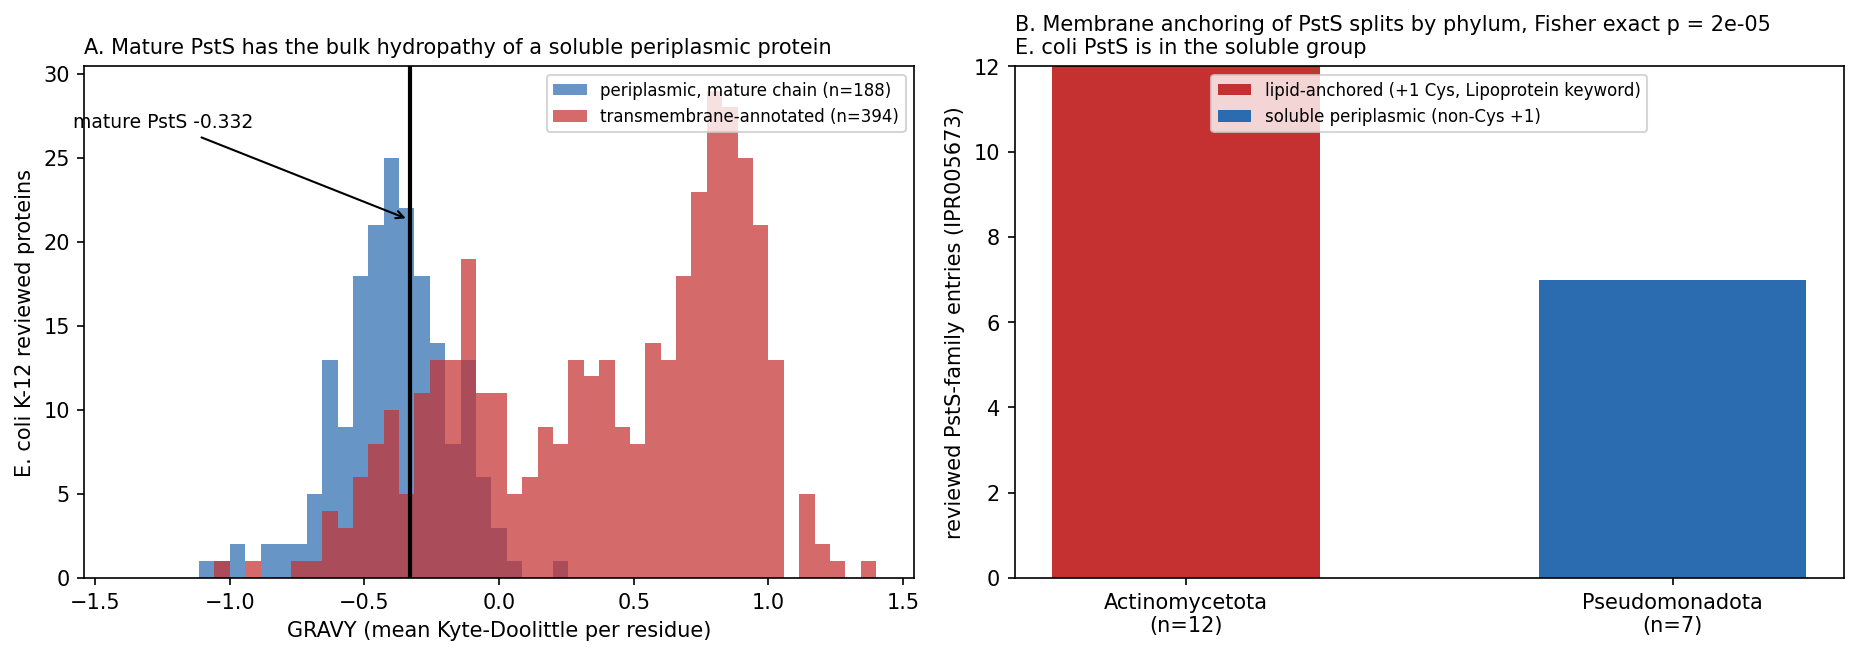 A. Mature PstS has the bulk hydropathy of a soluble periplasmic protein
E. coli K-12 reviewed proteins
30
25
20
15
10
5
0
mature PstS -0.332
periplasmic, mature chain (n=188)
transmembrane-annotated (n=394)
−1.5
−1.0
−0.5
0.0
0.5
1.0
1.5
GRAVY (mean Kyte-Doolittle per residue)
B. Membrane anchoring of PstS splits by phylum, Fisher exact p = 2e-05
E. coli PstS is in the soluble group
reviewed PstS-family entries (IPR005673)
12
10
8
6
4
2
0
lipid-anchored (+1 Cys, Lipoprotein keyword)
soluble periplasmic (non-Cys +1)
Actinomycetota
(n=12)
Pseudomonadota
(n=7)